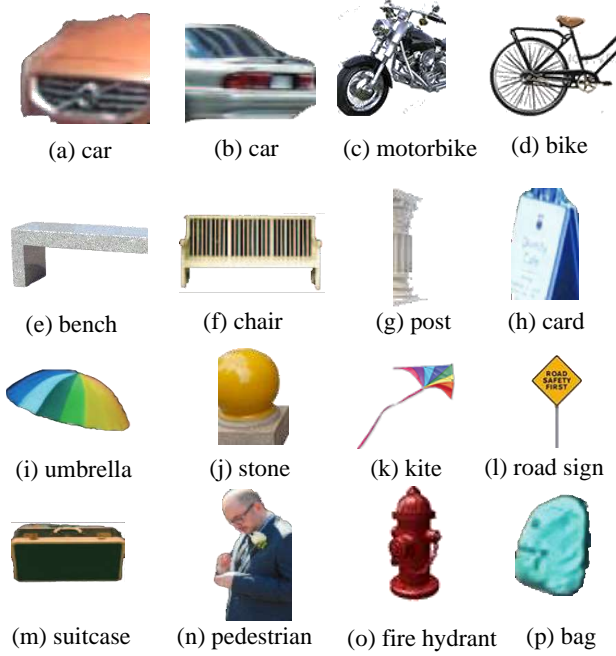 (a) car
(b) car
(c) motorbike
(d) bike
(e) bench
(f) chair
(g) post
(h) card
(i) umbrella
(j) stone
(k) kite
ROAD
SAFETY
FIRST
(l) road sign
(m) suitcase
(n) pedestrian
(o) fire hydrant
(p) bag